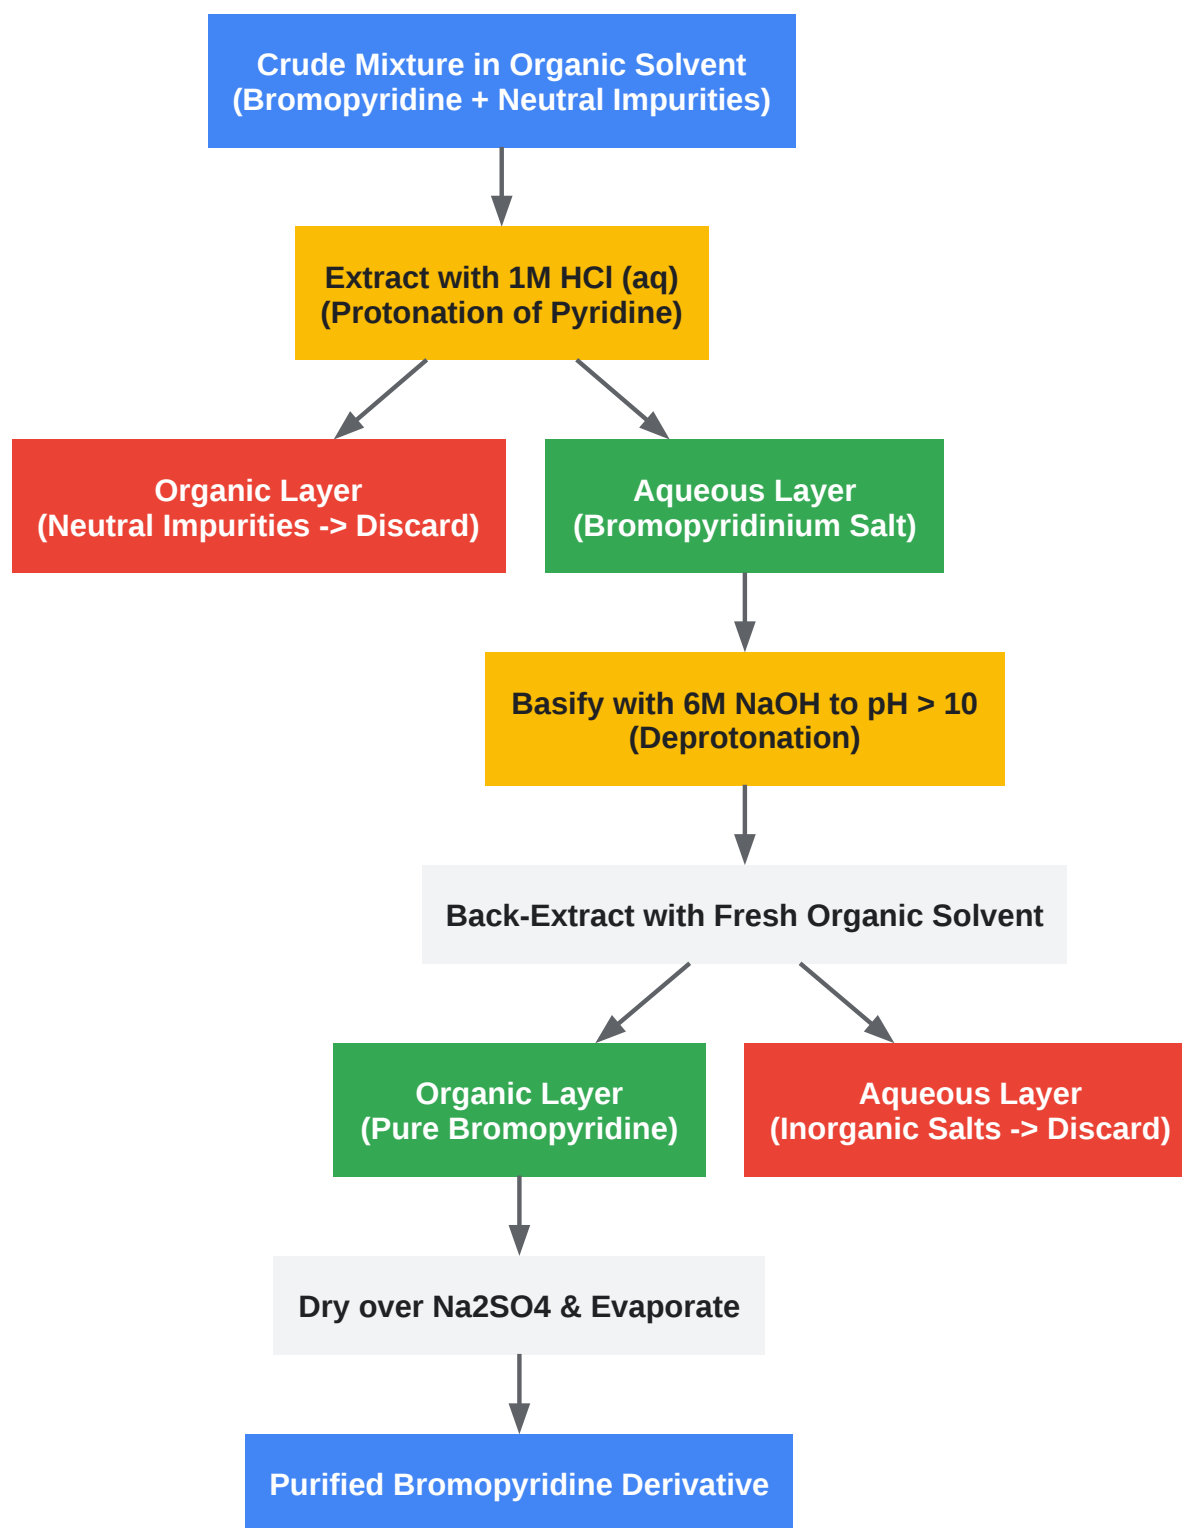 Crude Mixture in Organic Solvent
(Bromopyridine + Neutral Impurities)
Extract with 1M HCl (aq)
(Protonation of Pyridine)
Organic Layer
(Neutral Impurities -> Discard)
Aqueous Layer
(Bromopyridinium Salt)
Basify with 6M NaOH to pH > 10
(Deprotonation)
Back-Extract with Fresh Organic Solvent
Organic Layer
(Pure Bromopyridine)
Aqueous Layer
(Inorganic Salts -> Discard)
Dry over Na2SO4 & Evaporate
Purified Bromopyridine Derivative